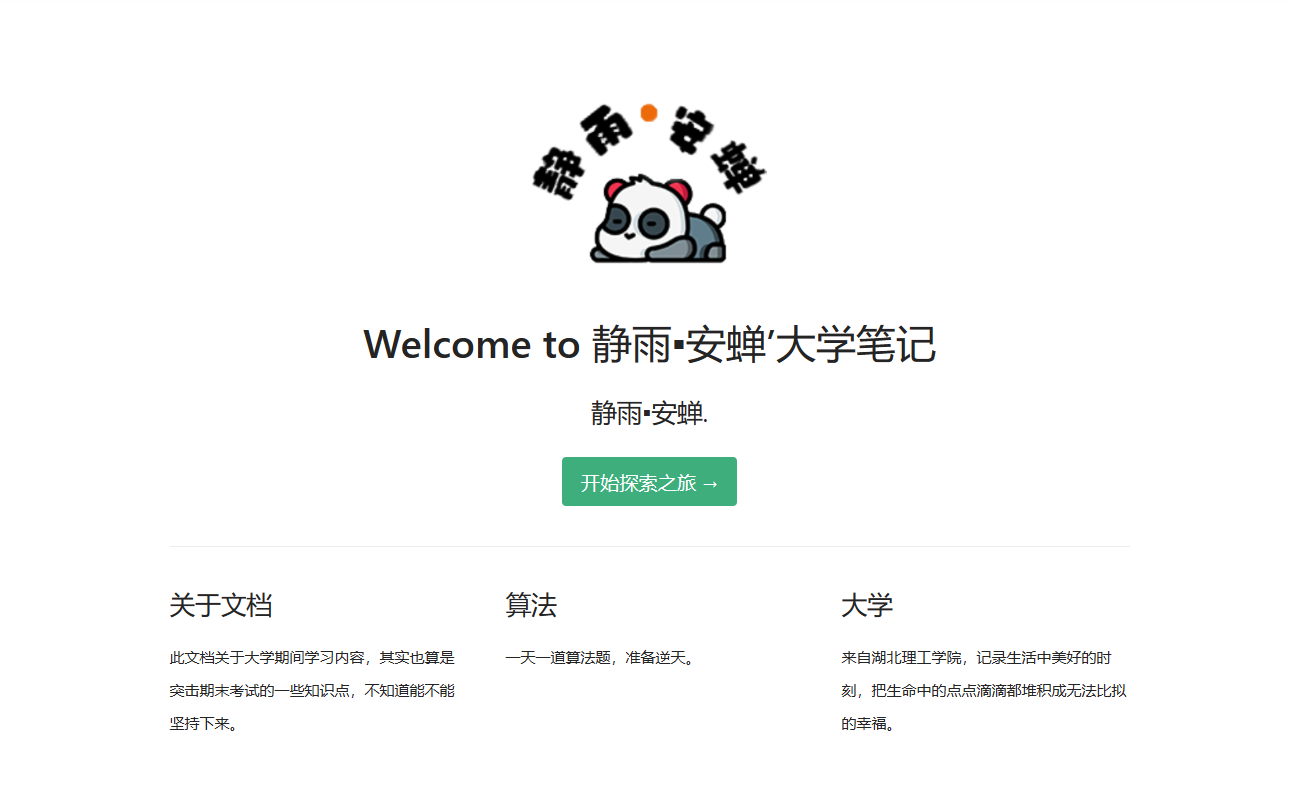 静雨·安蝉
Welcome to 静雨▪安蝉’大学笔记
静雨▪安蝉.
开始探索之旅 →
关于文档
此文档关于大学期间学习内容，其实也算是
突击期末考试的一些知识点，不知道能不能
坚持下来。
算法
一天一道算法题，准备逆天。
大学
来自湖北理工学院，记录生活中美好的时
刻，把生命中的点点滴滴都堆积成无法比拟
的幸福。